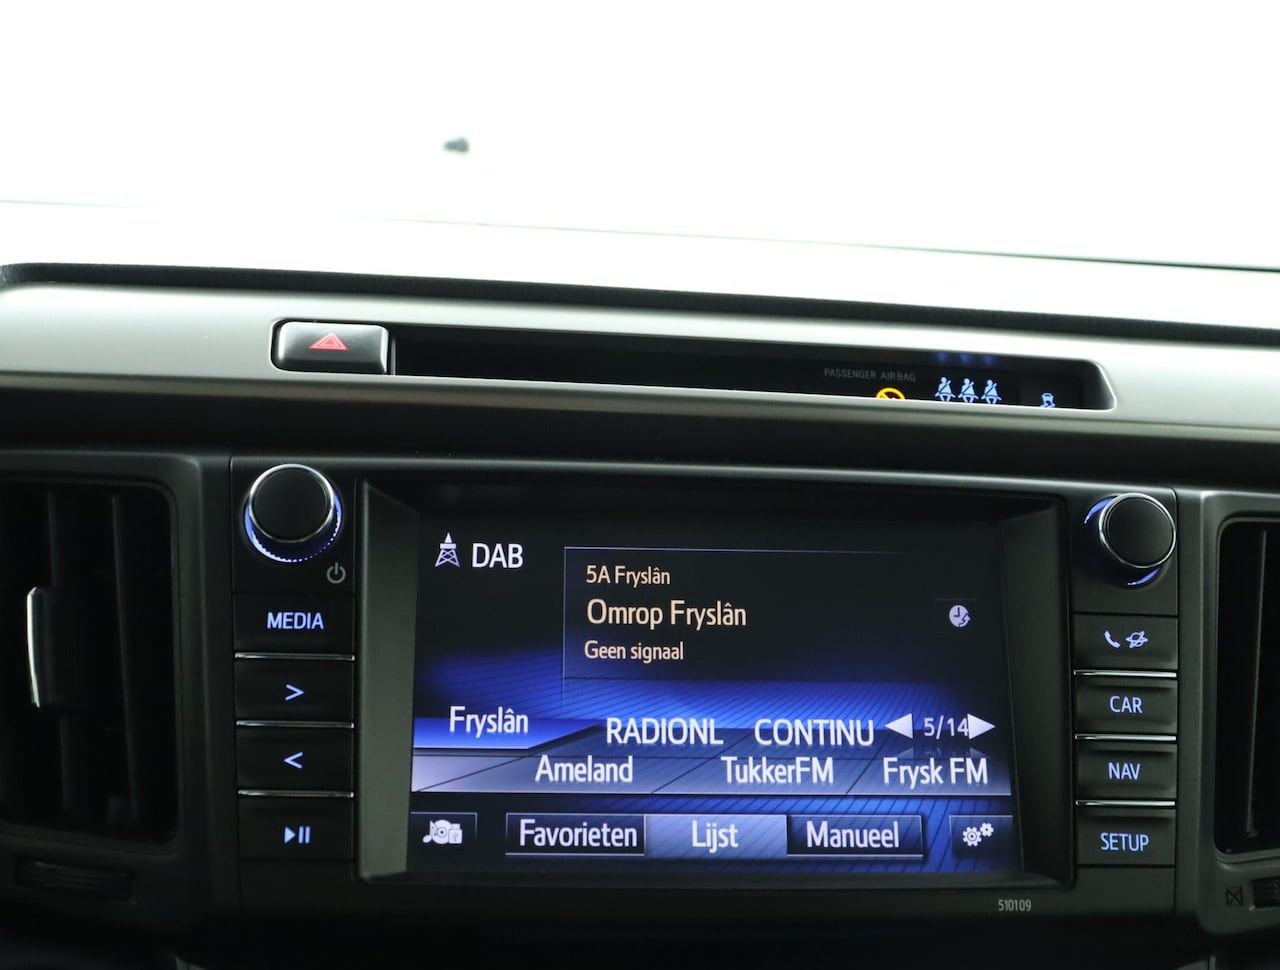 PASSENGER AIR BAG
DAB
5A Fryslân
Omrop Fryslân
Geen signaal
MEDIA
CAR
NAV
SETUP
Fryslân RADIONL CONTINU 5/14
Ameland TukkerFM Frysk FM
Favorieten Lijst Manueel
510109